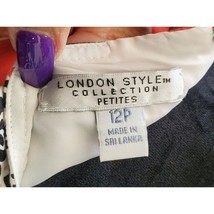 LONDON STYLE™
COLLECTION
PETITES
12P
MADE IN
SRI LANKA